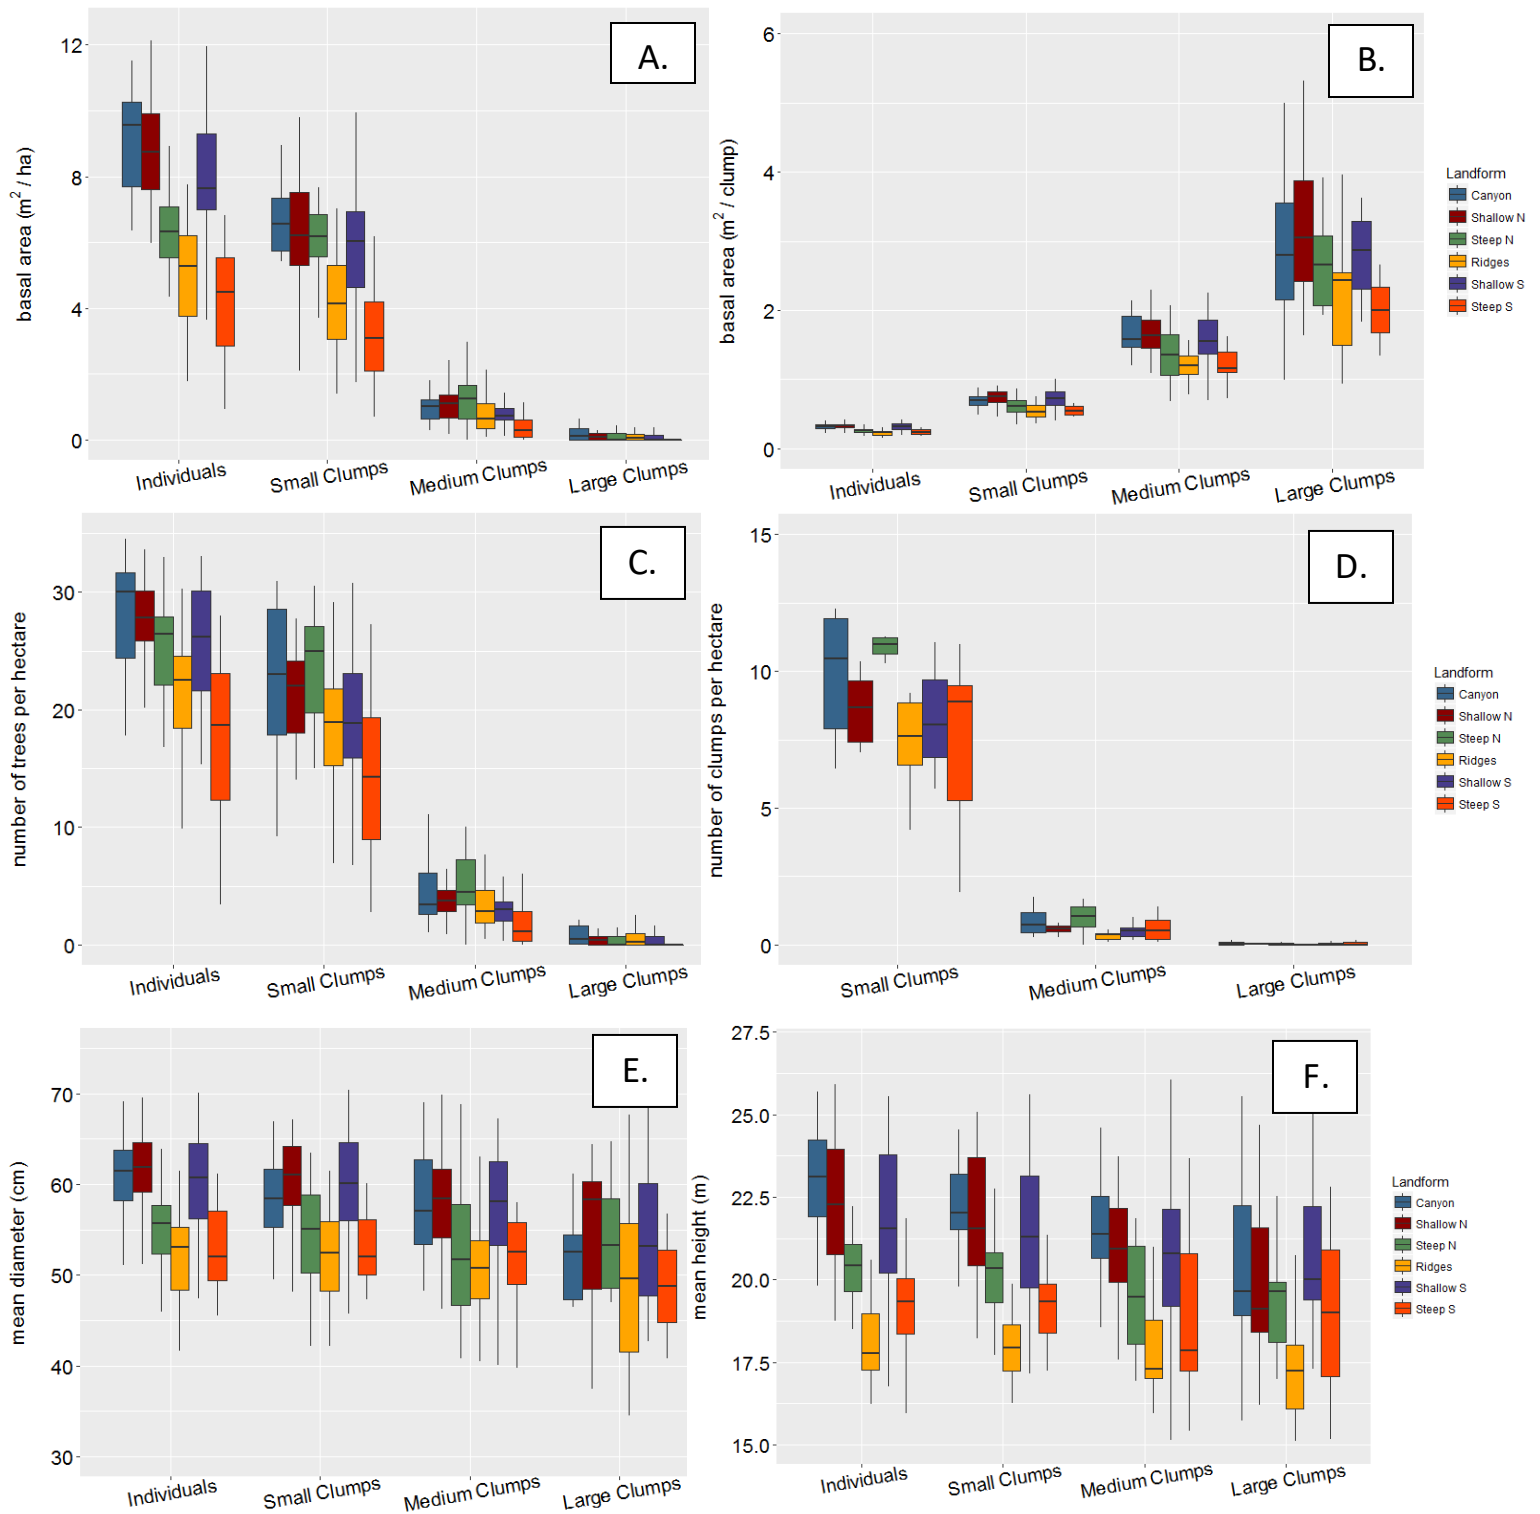 A.
basal area (m² / ha)
12
8
4
0
Individuals
Small Clumps
Medium Clumps
Large Clumps
B.
basal area (m² / clump)
6
4
2
0
Individuals
Small Clumps
Medium Clumps
Large Clumps
Landform
Canyon
Shallow N
Steep N
Ridges
Shallow S
Steep S
C.
number of trees per hectare
30
20
10
0
Individuals
Small Clumps
Medium Clumps
Large Clumps
D.
number of clumps per hectare
15
10
5
0
Small Clumps
Medium Clumps
Large Clumps
Landform
Canyon
Shallow N
Steep N
Ridges
Shallow S
Steep S
E.
mean diameter (cm)
70
60
50
40
30
Individuals
Small Clumps
Medium Clumps
Large Clumps
F.
mean height (m)
27.5
25.0
22.5
20.0
17.5
15.0
Individuals
Small Clumps
Medium Clumps
Large Clumps
Landform
Canyon
Shallow N
Steep N
Ridges
Shallow S
Steep S